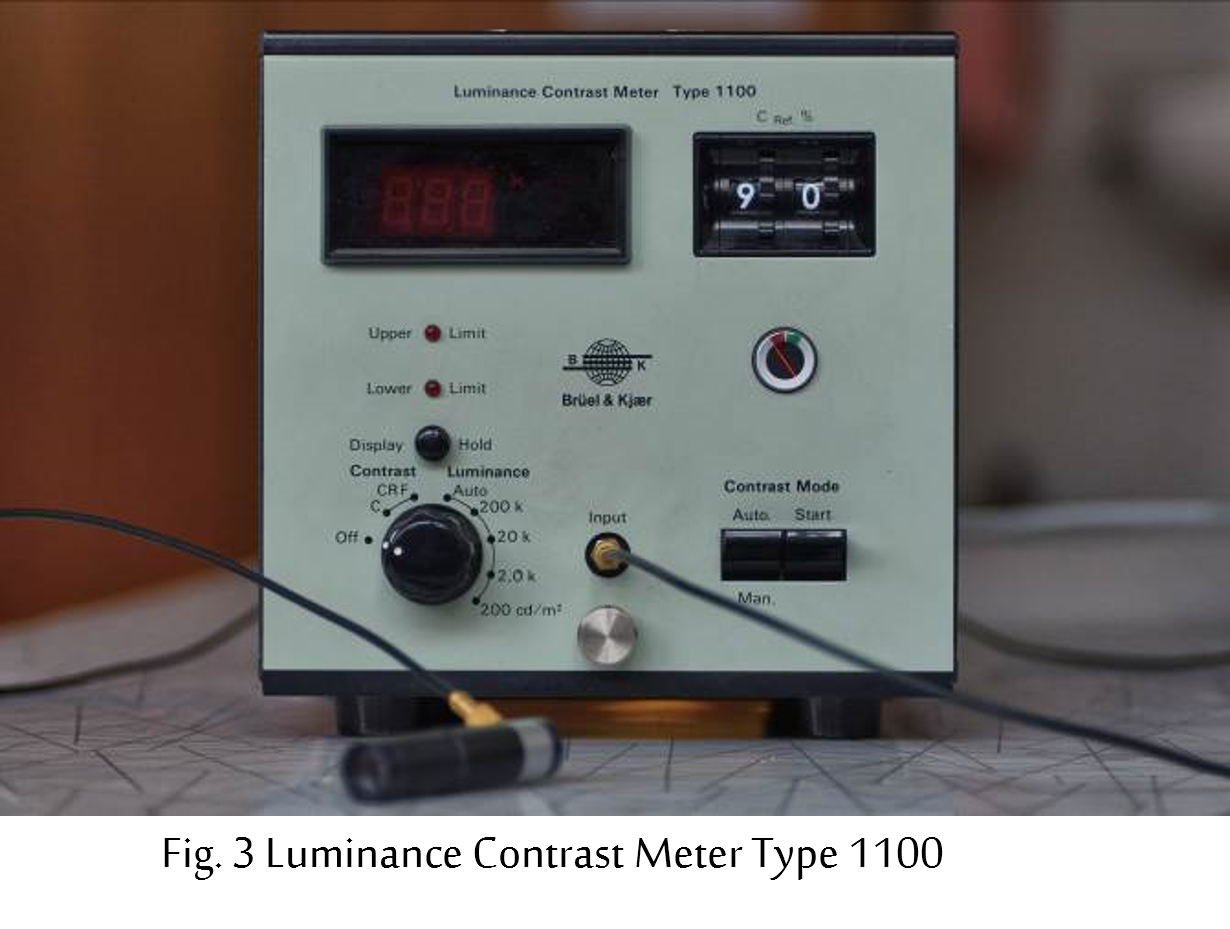 Luminance Contrast Meter Type 1100
C Ref. %
9 0
Upper Limit
B K
Brüel & Kjær
Lower Limit
Display Hold
Contrast Luminance
CRF Auto
C 200 k
Off 20 k
2.0 k
200 cd/m²
Input
Contrast Mode
Auto. Start
Man.
Fig. 3 Luminance Contrast Meter Type 1100